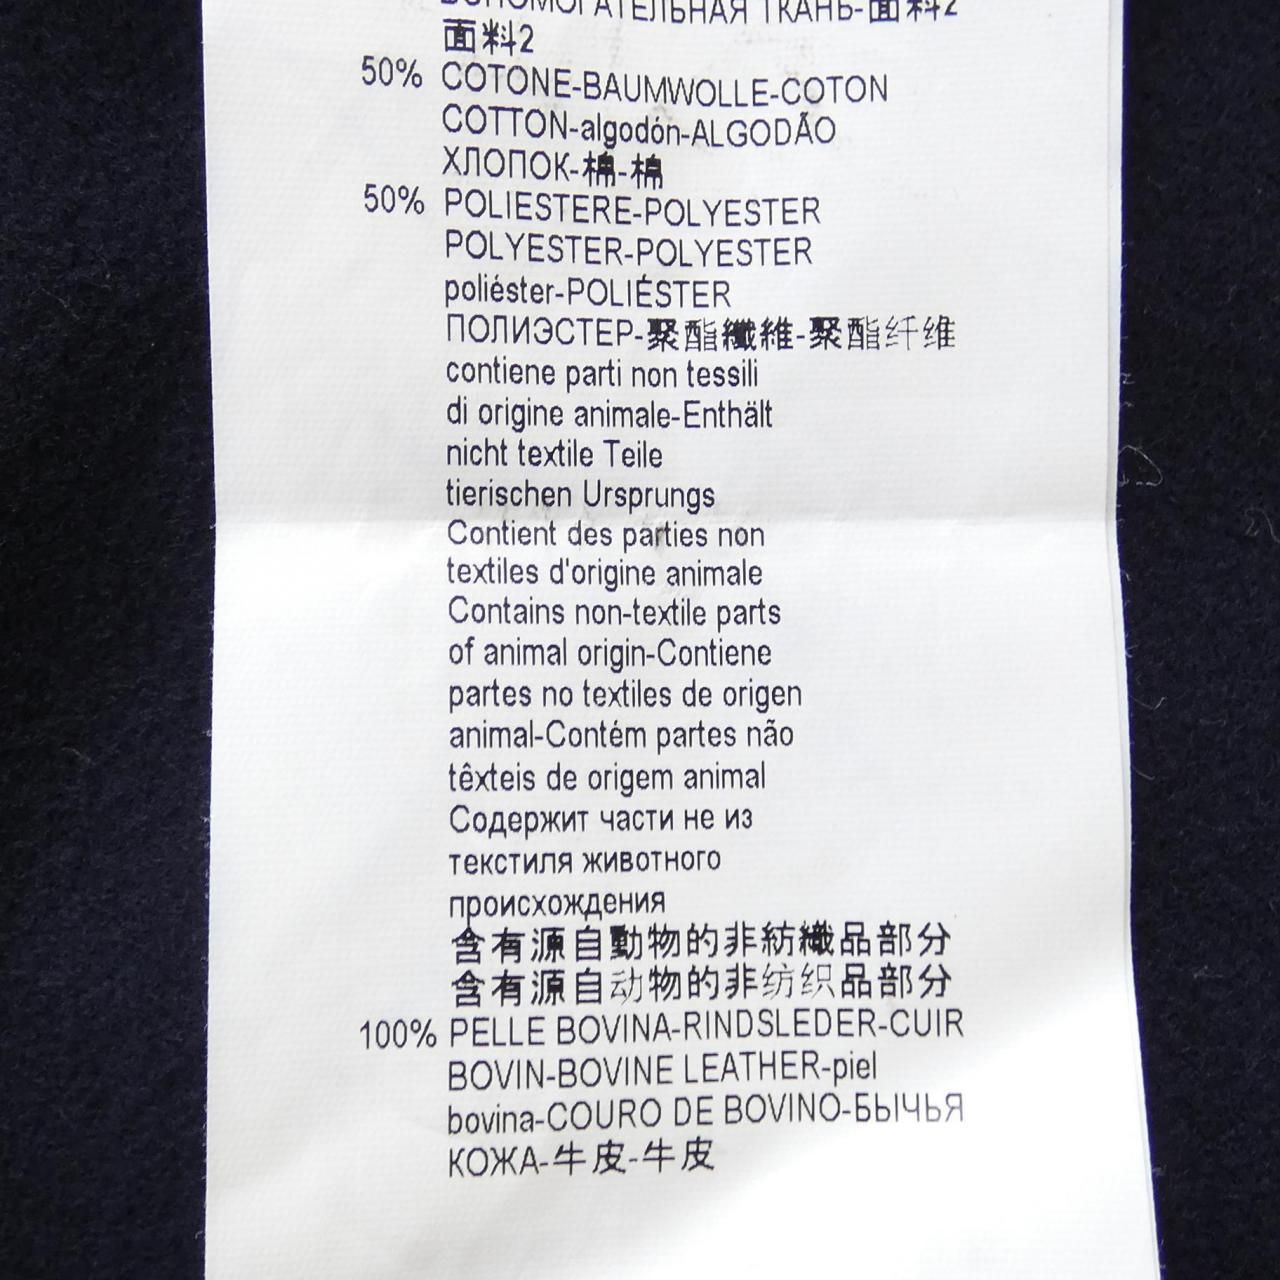 ВСПОМОГАТЕЛЬНАЯ ТКАНЬ-面料2
面料2
50% COTONE-BAUMWOLLE-COTON
COTTON-algodón-ALGODÃO
ХЛОПОК-棉-棉
50% POLIESTERE-POLYESTER
POLYESTER-POLYESTER
poliéster-POLIÉSTER
ПОЛИЭСТЕР-聚酯纖維-聚酯纤维
contiene parti non tessili
di origine animale-Enthält
nicht textile Teile
tierischen Ursprungs
Contient des parties non
textiles d'origine animale
Contains non-textile parts
of animal origin-Contiene
partes no textiles de origen
animal-Contém partes não
têxteis de origem animal
Содержит части не из
текстиля животного
происхождения
含有源自動物的非紡織品部分
含有源自动物的非纺织品部分
100% PELLE BOVINA-RINDSLEDER-CUIR
BOVIN-BOVINE LEATHER-piel
bovina-COURO DE BOVINO-БЫЧЬЯ
КОЖА-牛皮-牛皮